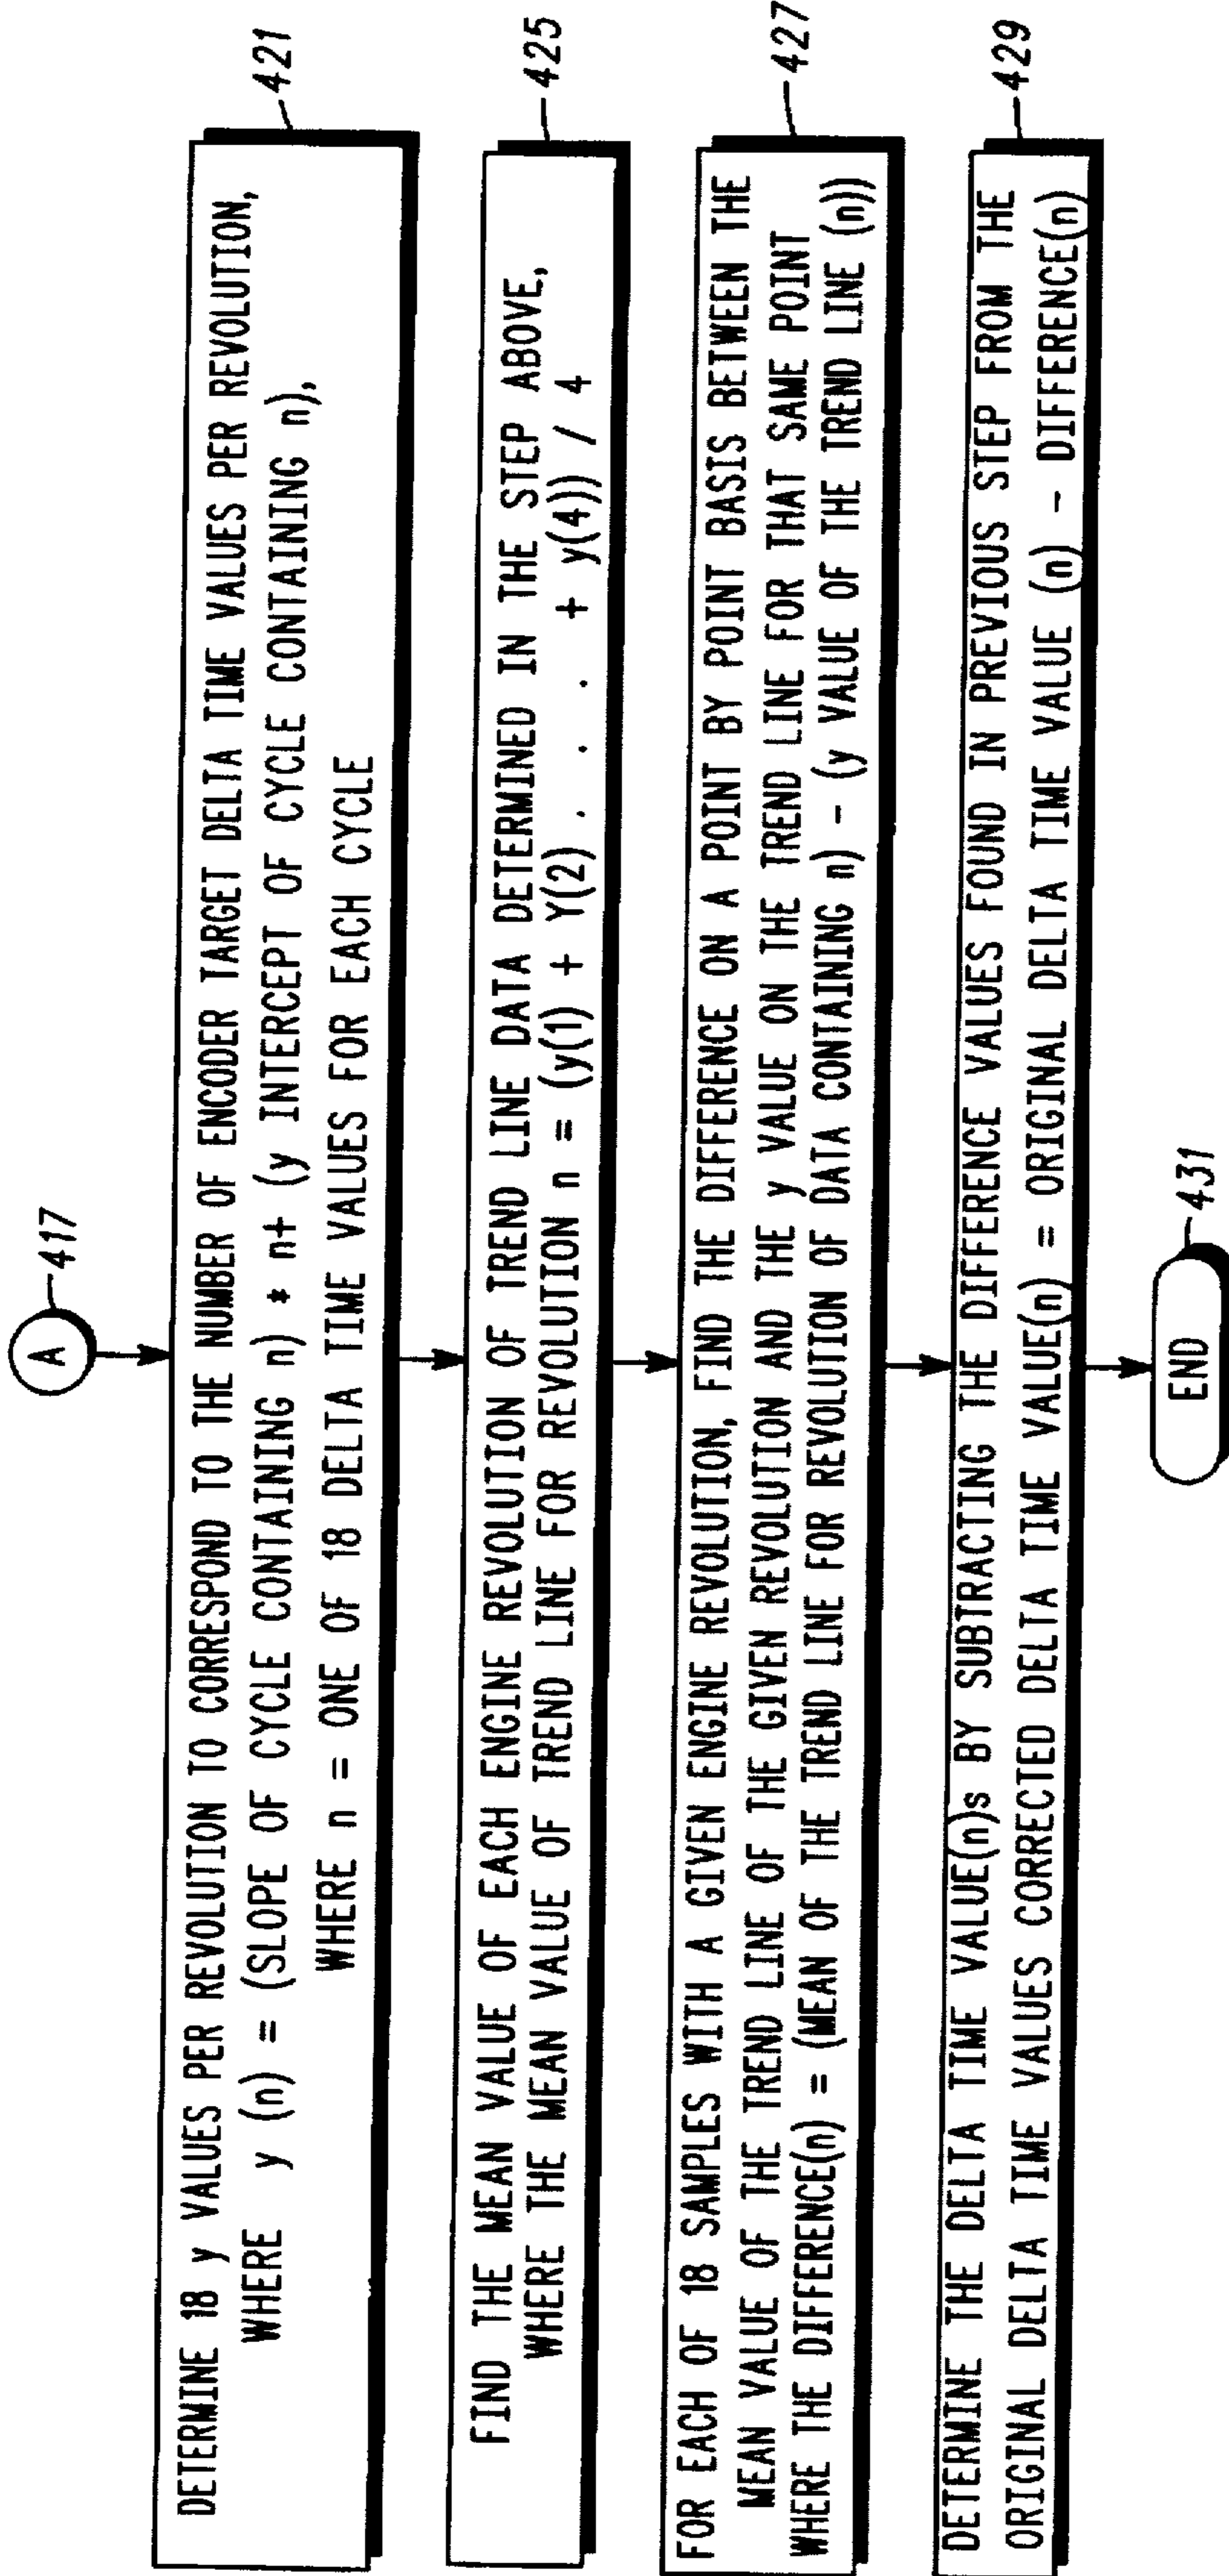 A
417
DETERMINE 18 y VALUES PER REVOLUTION TO CORRESPOND TO THE NUMBER OF ENCODER TARGET DELTA TIME VALUES PER REVOLUTION,
WHERE y (n) = (SLOPE OF CYCLE CONTAINING n) * n+ (y INTERCEPT OF CYCLE CONTAINING n),
WHERE n = ONE OF 18 DELTA TIME VALUES FOR EACH CYCLE
421
FIND THE MEAN VALUE OF EACH ENGINE REVOLUTION OF TREND LINE DATA DETERMINED IN THE STEP ABOVE,
WHERE THE MEAN VALUE OF TREND LINE FOR REVOLUTION n = (y(1) + Y(2) . . . + y(4)) / 4
425
FOR EACH OF 18 SAMPLES WITH A GIVEN ENGINE REVOLUTION, FIND THE DIFFERENCE ON A POINT BY POINT BASIS BETWEEN THE
MEAN VALUE OF THE TREND LINE OF THE GIVEN REVOLUTION AND THE y VALUE ON THE TREND LINE FOR THAT SAME POINT
WHERE THE DIFFERENCE(n) = (MEAN OF THE TREND LINE FOR REVOLUTION OF DATA CONTAINING n) - (y VALUE OF THE TREND LINE (n))
427
DETERMINE THE DELTA TIME VALUE(n)s BY SUBTRACTING THE DIFFERENCE VALUES FOUND IN PREVIOUS STEP FROM THE
ORIGINAL DELTA TIME VALUES CORRECTED DELTA TIME VALUE(n) = ORIGINAL DELTA TIME VALUE (n) - DIFFERENCE(n)
429
END
431